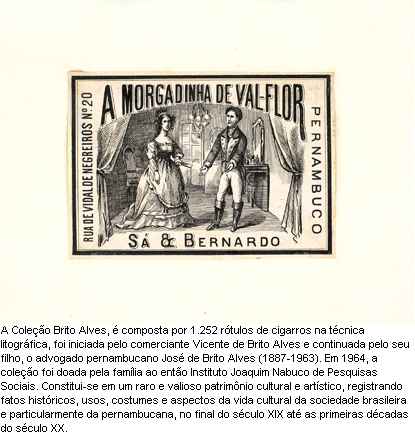 A MORGADINHA DE VAL-FLOR
RUA DE VIDAL DE NEGREIROS Nº 20
PERNAMBUCO
SÁ & BERNARDO
A Coleção Brito Alves, é composta por 1.252 rótulos de cigarros na técnica
litográfica, foi iniciada pelo comerciante Vicente de Brito Alves e continuada pelo seu
filho, o advogado pernambucano José de Brito Alves (1887-1963). Em 1964, a
coleção foi doada pela família ao então Instituto Joaquim Nabuco de Pesquisas
Sociais. Constitui-se em um raro e valioso patrimônio cultural e artístico, registrando
fatos históricos, usos, costumes e aspectos da vida cultural da sociedade brasileira
e particularmente da pernambucana, no final do século XIX até as primeiras décadas
do século XX.